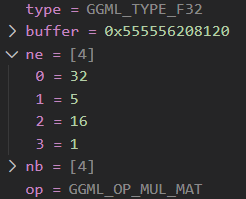 type = GGML_TYPE_F32
buffer = 0x555556208120
ne = [4]
0 = 32
1 = 5
2 = 16
3 = 1
nb = [4]
op = GGML_OP_MUL_MAT